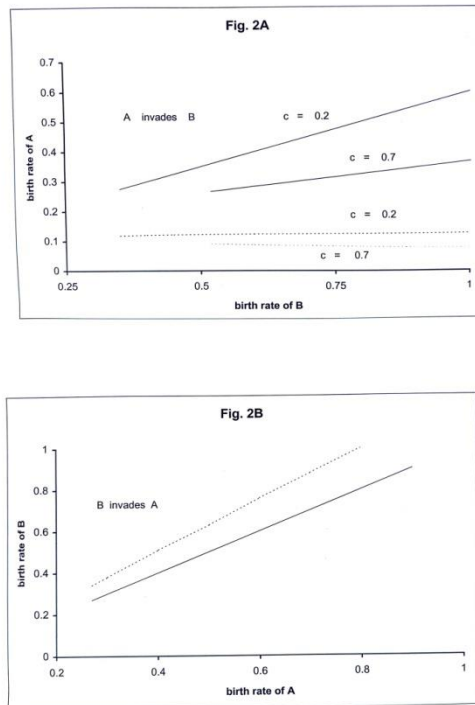 Fig. 2A
0.7
0.6
0.5
0.4
0.3
0.2
0.1
0
A invades B
c = 0.2
c = 0.7
c = 0.2
c = 0.7
0.25
0.5
0.75
1
birth rate of A
birth rate of B
Fig. 2B
1
0.8
0.6
0.4
0.2
0
B invades A
0.2
0.4
0.6
0.8
1
birth rate of B
birth rate of A